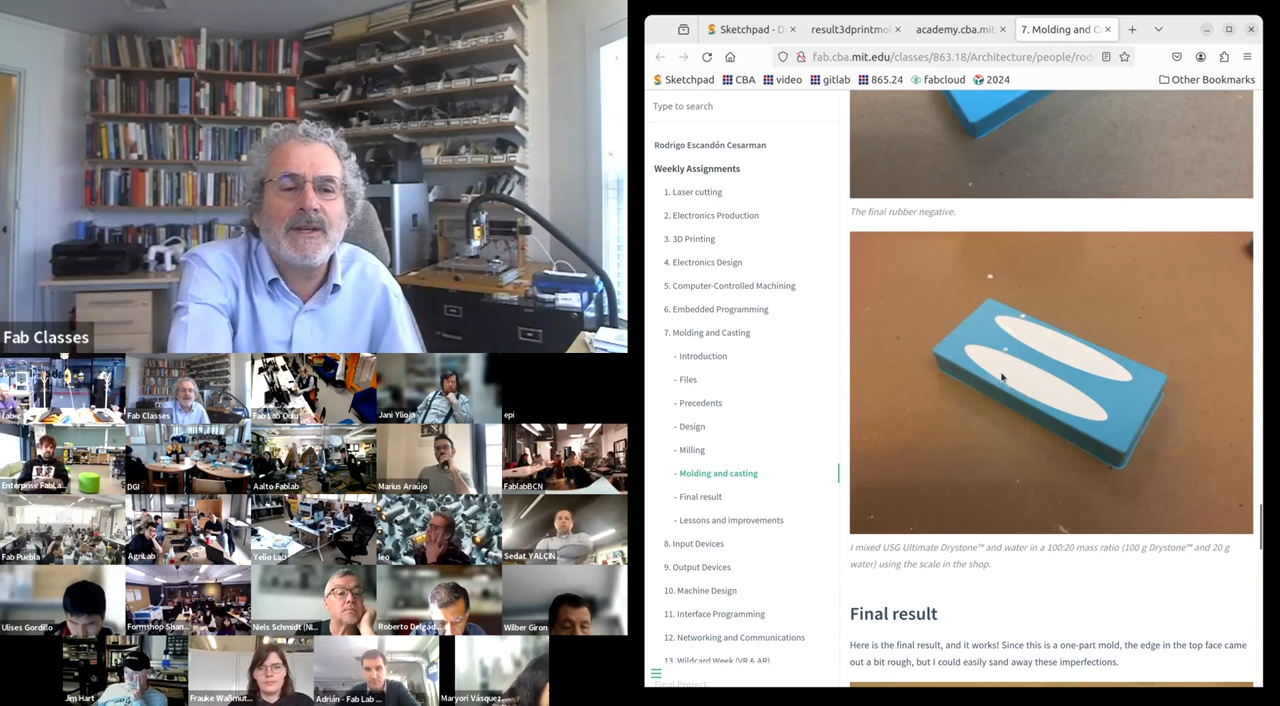 Fab Classes
Fab Classes
Fab Lab Oulu
Jani Ylioja
epi
Enterprise FabLa...
DGI
Aalto Fablab
Marius Araújo
FablabBCN
Fab Puebla
AgriLab
Yello Lab
leo
Sedat YALÇIN
Ulises Gordillo
Formshop Shan...
Niels Schmidt (NI...
Roberto Delgad...
Wilber Giron
Jim Hart
Frauke Waßmut...
Adrián - Fab Lab ...
Maryori Vásquez
Sketchpad - D
result3dprintmol
academy.cba.mit.
7. Molding and C
fab.cba.mit.edu/classes/863.18/Architecture/people/rod
Sketchpad
CBA
video
gitlab
865.24
fabcloud
2024
Other Bookmarks
Type to search
Rodrigo Escandón Cesarman
Weekly Assignments
1. Laser cutting
2. Electronics Production
3. 3D Printing
4. Electronics Design
5. Computer-Controlled Machining
6. Embedded Programming
7. Molding and Casting
- Introduction
- Files
- Precedents
- Design
- Milling
- Molding and casting
- Final result
- Lessons and improvements
8. Input Devices
9. Output Devices
10. Machine Design
11. Interface Programming
12. Networking and Communications
13. Wildcard Week (VR & AR)
Final Project
The final rubber negative.
I mixed USG Ultimate Drystone™ and water in a 100:20 mass ratio (100 g Drystone™ and 20 g
water) using the scale in the shop.
Final result
Here is the final result, and it works! Since this is a one-part mold, the edge in the top face came
out a bit rough, but I could easily sand away these imperfections.